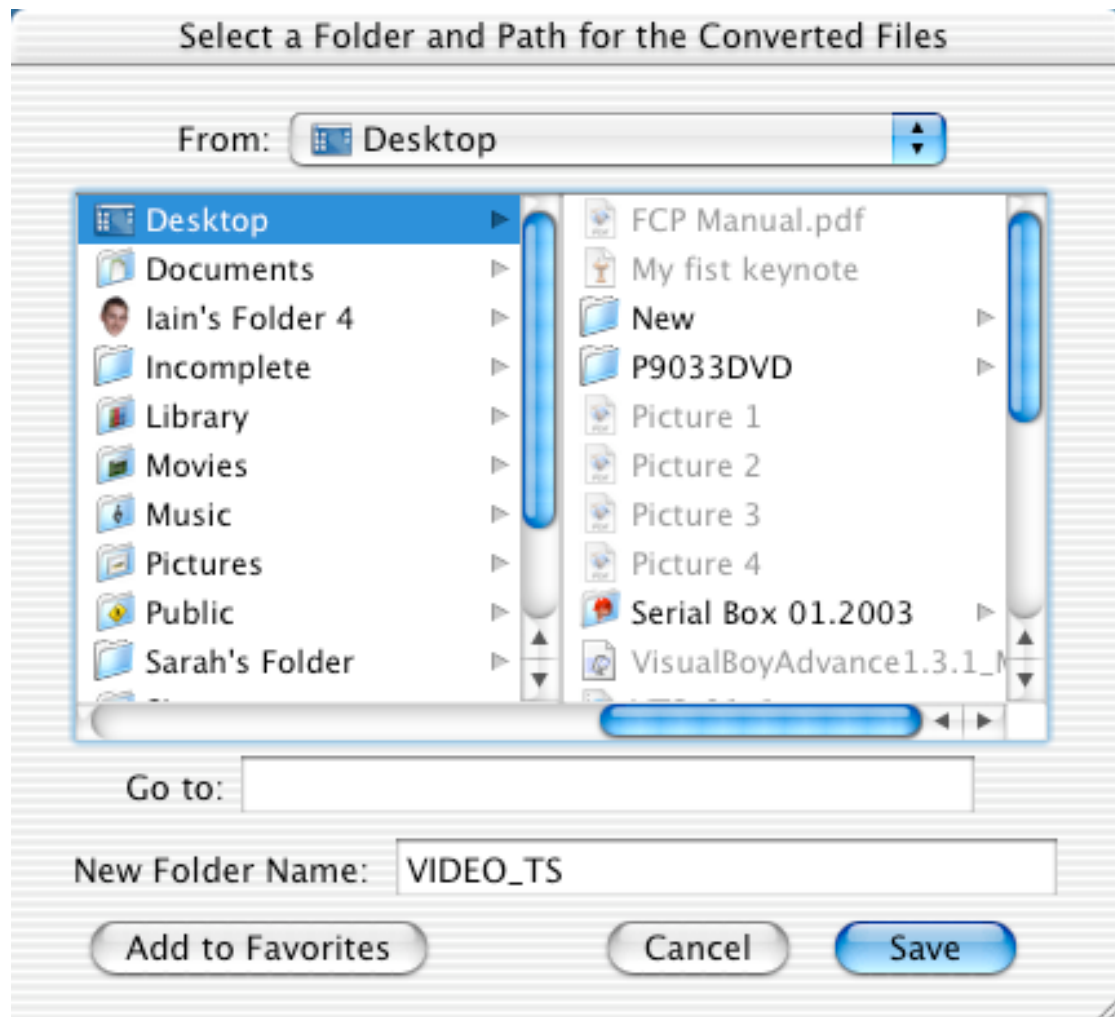 Select a Folder and Path for the Converted Files
From: Desktop
Desktop
Documents
Iain's Folder 4
Incomplete
Library
Movies
Music
Pictures
Public
Sarah's Folder
FCP Manual.pdf
My fist keynote
New
P9033DVD
Picture 1
Picture 2
Picture 3
Picture 4
Serial Box 01.2003
VisualBoyAdvance1.3.1_
Go to:
New Folder Name: VIDEO_TS
Add to Favorites Cancel Save